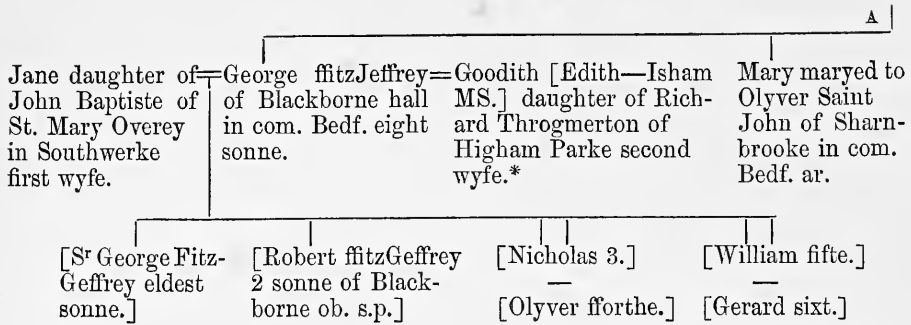 A
Jane daughter of
John Baptiste of
St. Mary Overey
in Southwerke
first wyfe.
George ffitzJeffrey
of Blackborne hall
in com. Bedf. eight
sonne.
Goodith [Edith—Isham
MS.] daughter of Rich-
ard Throgmerton of
Higham Parke second
wyfe.*
Mary maryed to
Olyver Saint
John of Sharn-
brooke in com.
Bedf. ar.
[Sr George Fitz-
Geffrey eldest
sonne.]
[Robert ffitzGeffrey
2 sonne of Black-
borne ob. s.p.]
[Nicholas 3.]
—
[Olyver fforthe.]
[William fifte.]
—
[Gerard sixt.]